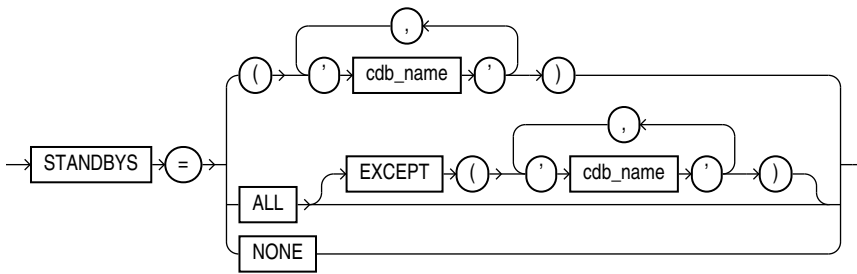 ,
( ' cdb_name ' )
,
STANDBYS = EXCEPT ( ' cdb_name ' )
ALL
NONE